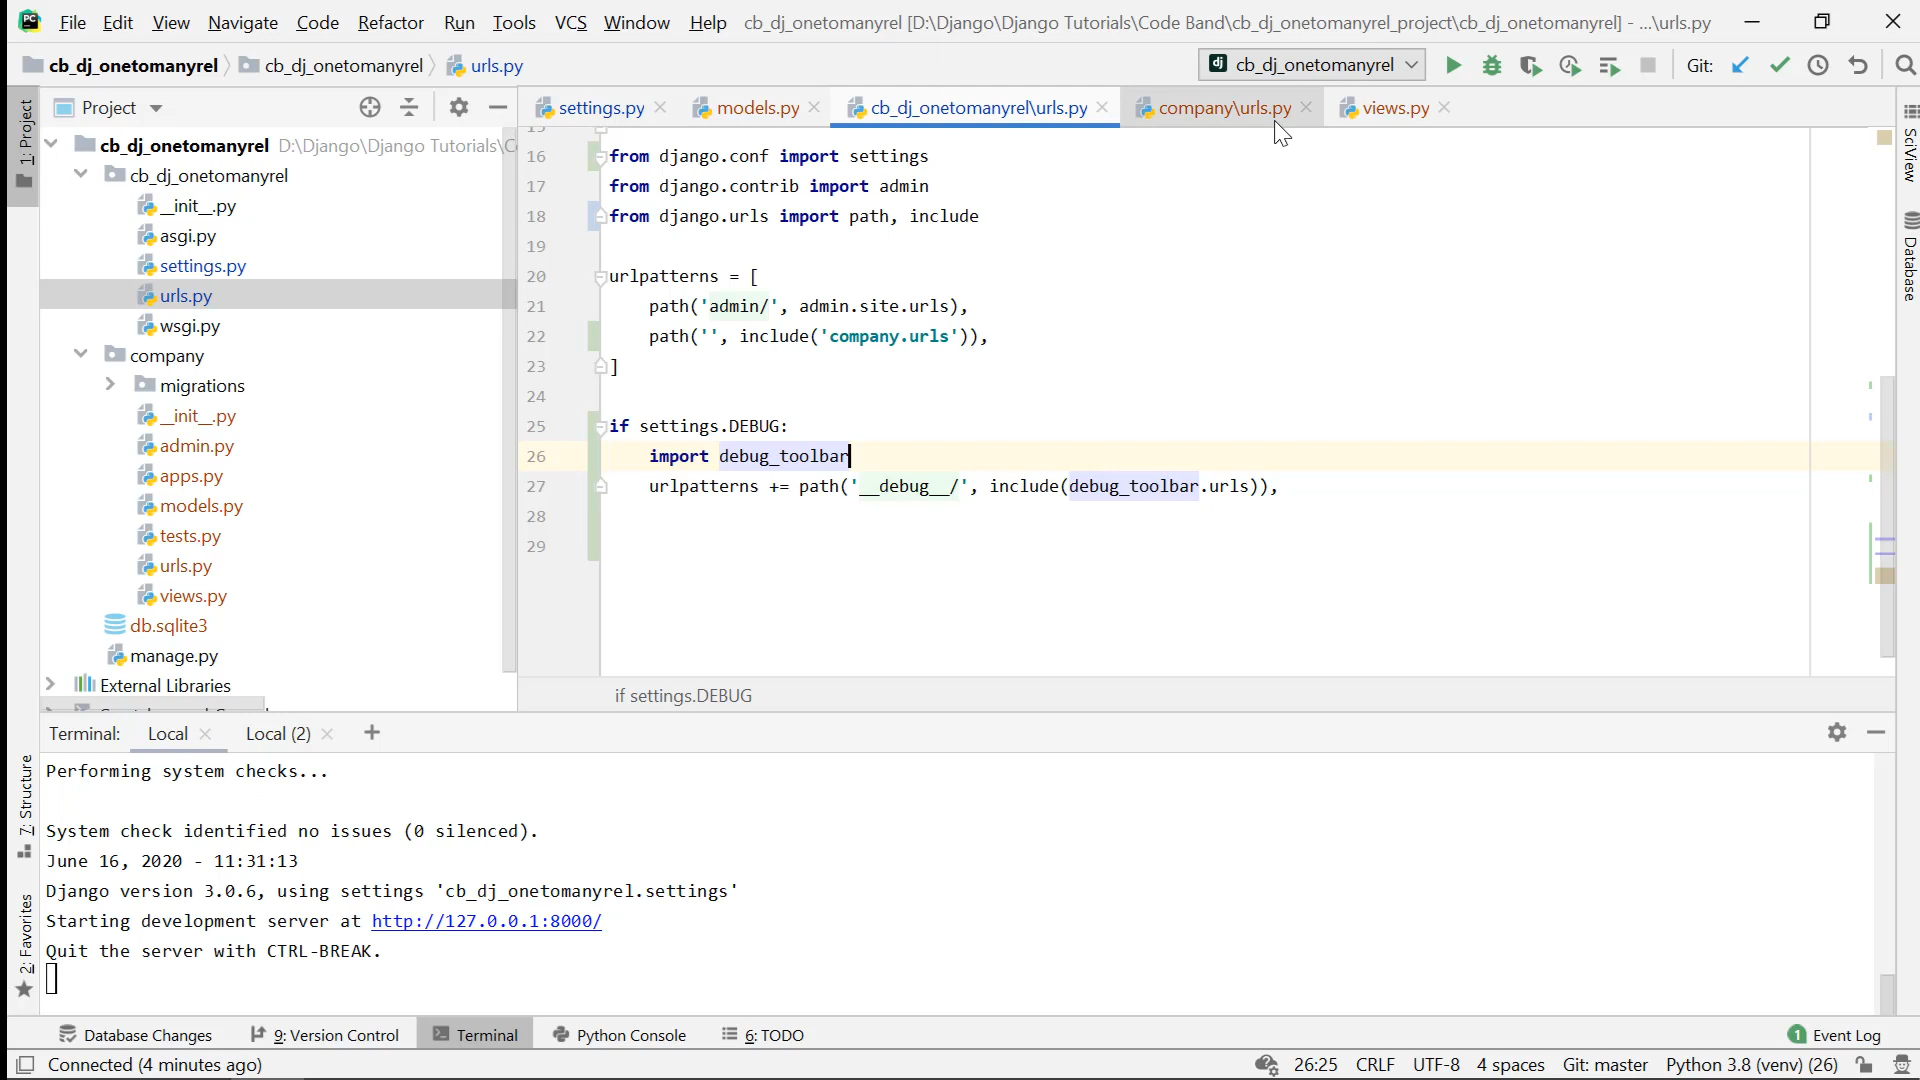 File Edit View Navigate Code Refactor Run Tools VCS Window Help cb_dj_onetomanyrel [D:\Django\Django Tutorials\Code Band\cb_dj_onetomanyrel_project\cb_dj_onetomanyrel] - ...\urls.py
cb_dj_onetomanyrel cb_dj_onetomanyrel urls.py dj cb_dj_onetomanyrel Git:
1: Project
Project
settings.py models.py cb_dj_onetomanyrel\urls.py company\urls.py views.py
cb_dj_onetomanyrel D:\Django\Django Tutorials\C
cb_dj_onetomanyrel
__init__.py
asgi.py
settings.py
urls.py
wsgi.py
company
migrations
__init__.py
admin.py
apps.py
models.py
tests.py
urls.py
views.py
db.sqlite3
manage.py
External Libraries
15
16 from django.conf import settings
17 from django.contrib import admin
18 from django.urls import path, include
19
20 urlpatterns = [
21 path('admin/', admin.site.urls),
22 path('', include('company.urls')),
23 ]
24
25 if settings.DEBUG:
26 import debug_toolbar
27 urlpatterns += path('__debug__/', include(debug_toolbar.urls)),
28
29
if settings.DEBUG
SciView
Database
Terminal: Local Local (2) +
Performing system checks...
System check identified no issues (0 silenced).
June 16, 2020 - 11:31:13
Django version 3.0.6, using settings 'cb_dj_onetomanyrel.settings'
Starting development server at http://127.0.0.1:8000/
Quit the server with CTRL-BREAK.
7: Structure
2: Favorites
Database Changes 9: Version Control Terminal Python Console 6: TODO 1 Event Log
Connected (4 minutes ago) 26:25 CRLF UTF-8 4 spaces Git: master Python 3.8 (venv) (26)